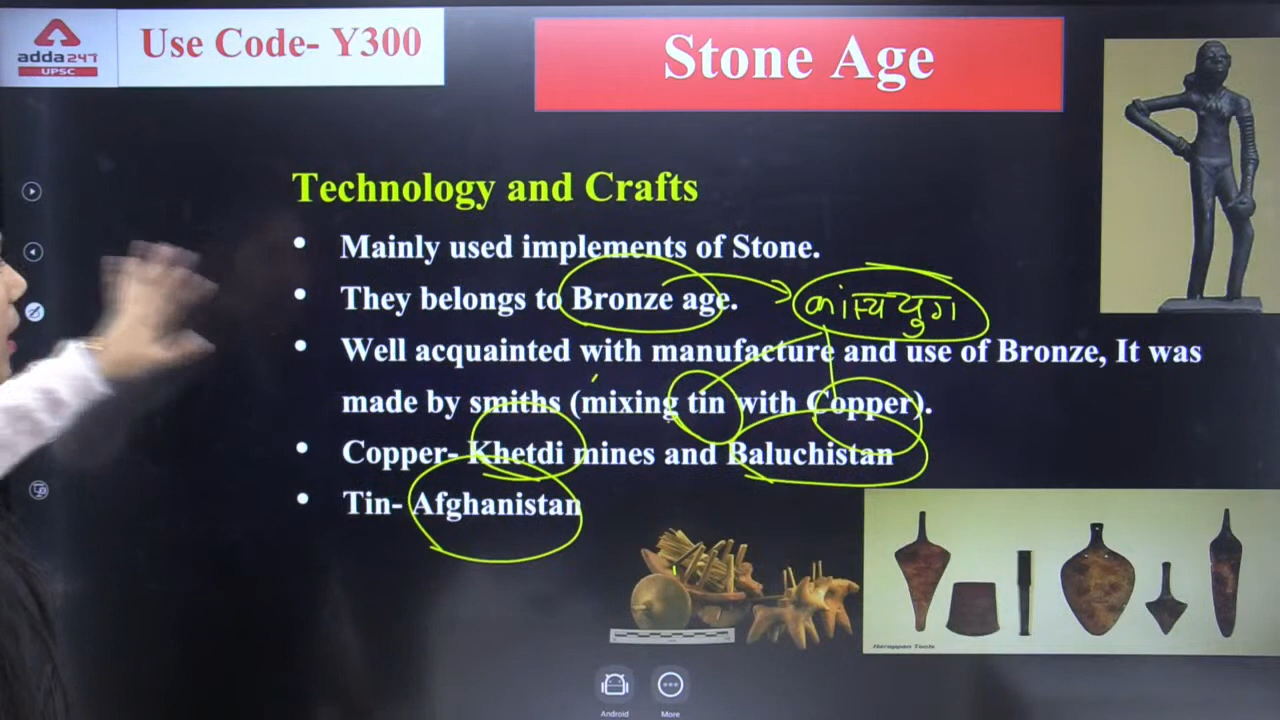 adda247
UPSC
Use Code- Y300
Stone Age
Technology and Crafts
• Mainly used implements of Stone.
• They belongs to Bronze age.
कांस्य युग
• Well acquainted with manufacture and use of Bronze, It was
made by smiths (mixing tin with Copper).
• Copper- Khetdi mines and Baluchistan
• Tin- Afghanistan
Harappan Tools
Android
More